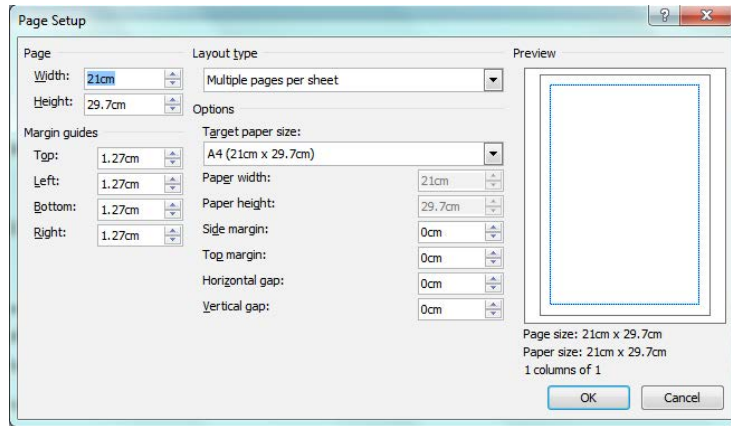 Page Setup
Page
Width: 21cm
Height: 29.7cm
Margin guides
Top: 1.27cm
Left: 1.27cm
Bottom: 1.27cm
Right: 1.27cm
Layout type
Multiple pages per sheet
Options
Target paper size:
A4 (21cm x 29.7cm)
Paper width: 21cm
Paper height: 29.7cm
Side margin: 0cm
Top margin: 0cm
Horizontal gap: 0cm
Vertical gap: 0cm
Preview
Page size: 21cm x 29.7cm
Paper size: 21cm x 29.7cm
1 columns of 1
OK Cancel